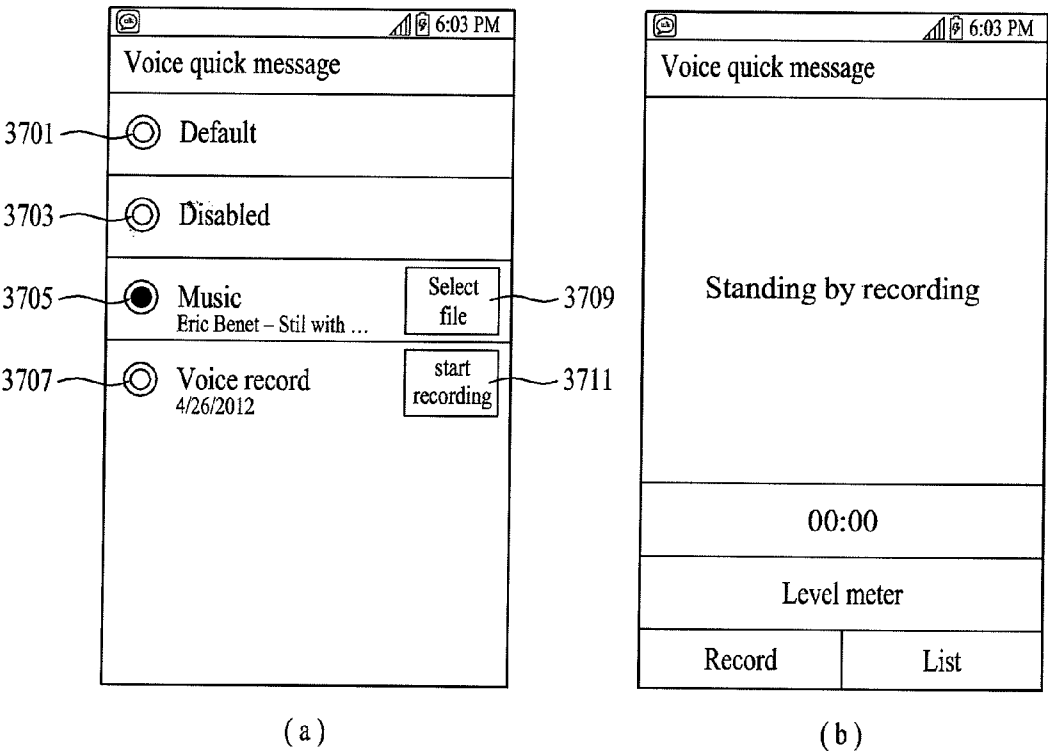 6:03 PM
Voice quick message
3701
Default
3703
Disabled
3705
Music
Eric Benet – Stil with ...
Select
file
3709
3707
Voice record
4/26/2012
start
recording
3711
(a)
6:03 PM
Voice quick message
Standing by recording
00:00
Level meter
Record
List
(b)